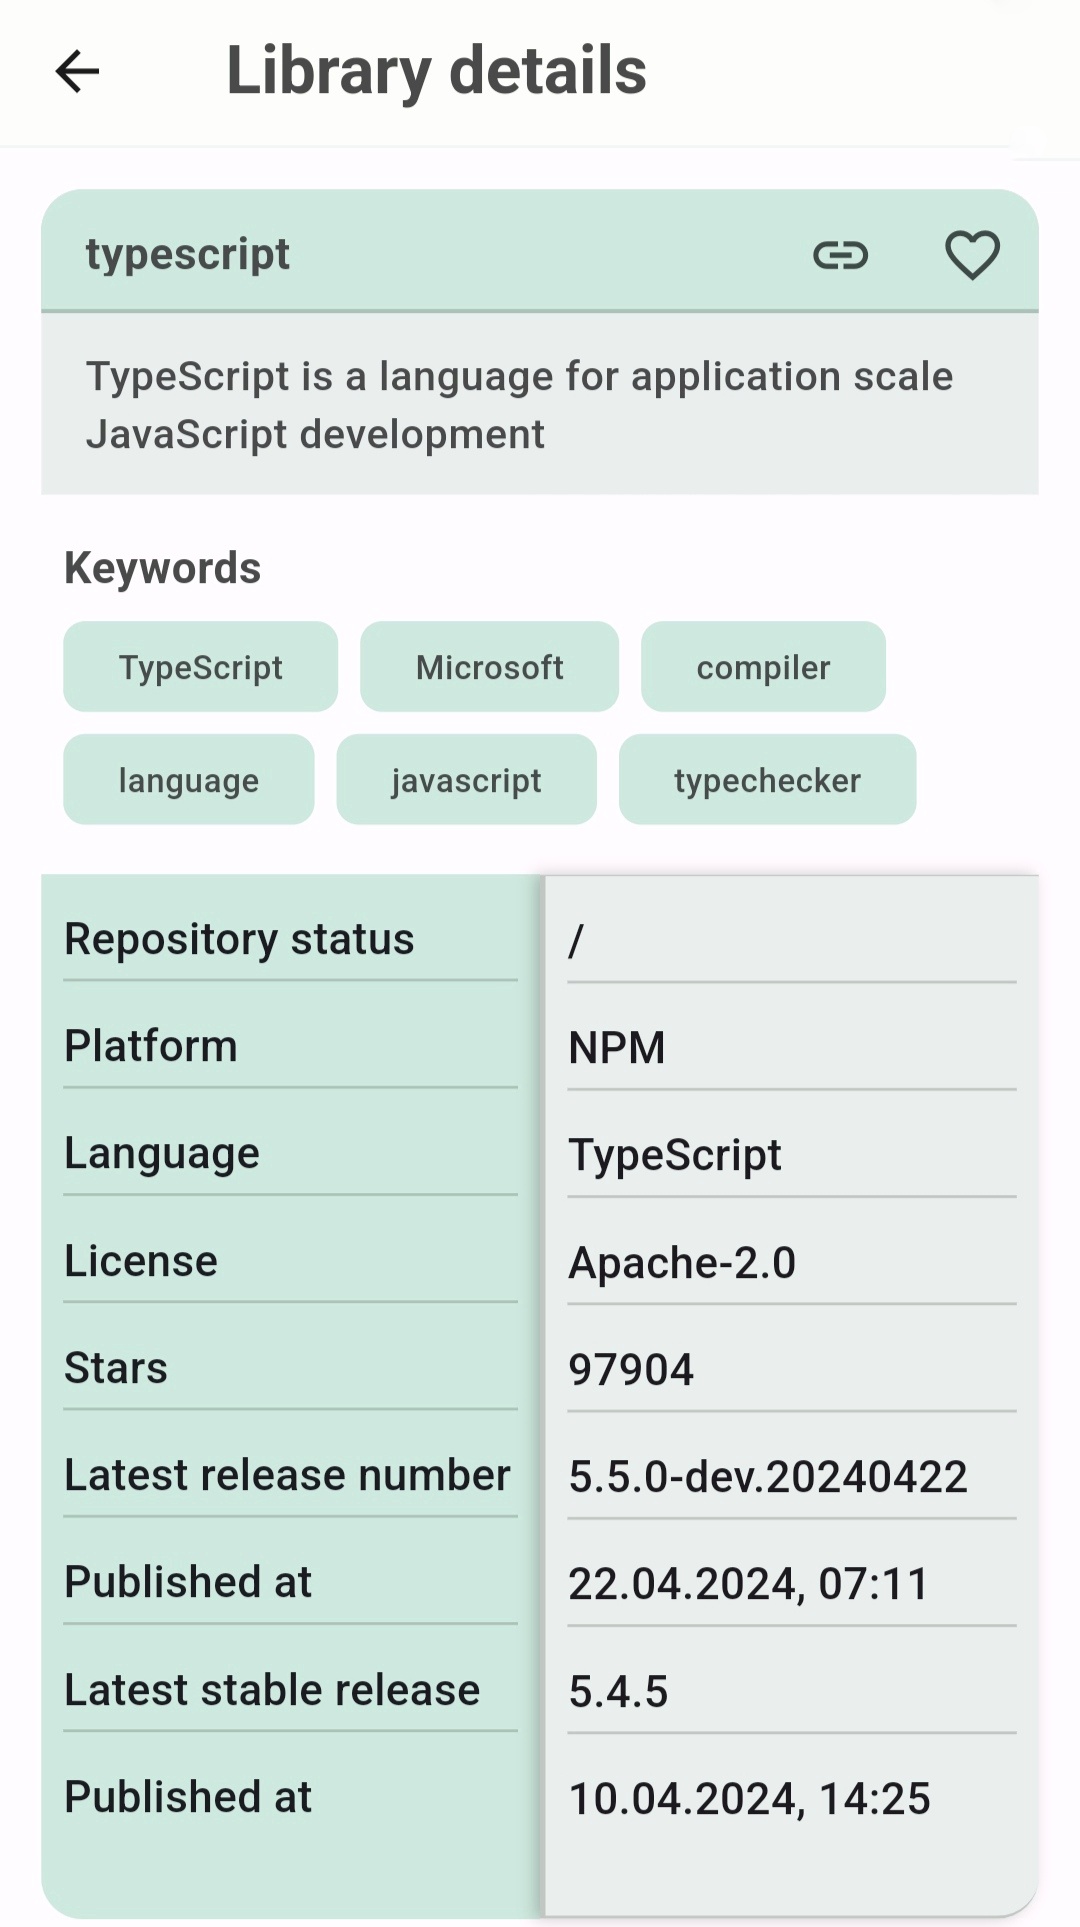 Library details
typescript
TypeScript is a language for application scale
JavaScript development
Keywords
TypeScript Microsoft compiler
language javascript typechecker
Repository status /
Platform NPM
Language TypeScript
License Apache-2.0
Stars 97904
Latest release number 5.5.0-dev.20240422
Published at 22.04.2024, 07:11
Latest stable release 5.4.5
Published at 10.04.2024, 14:25